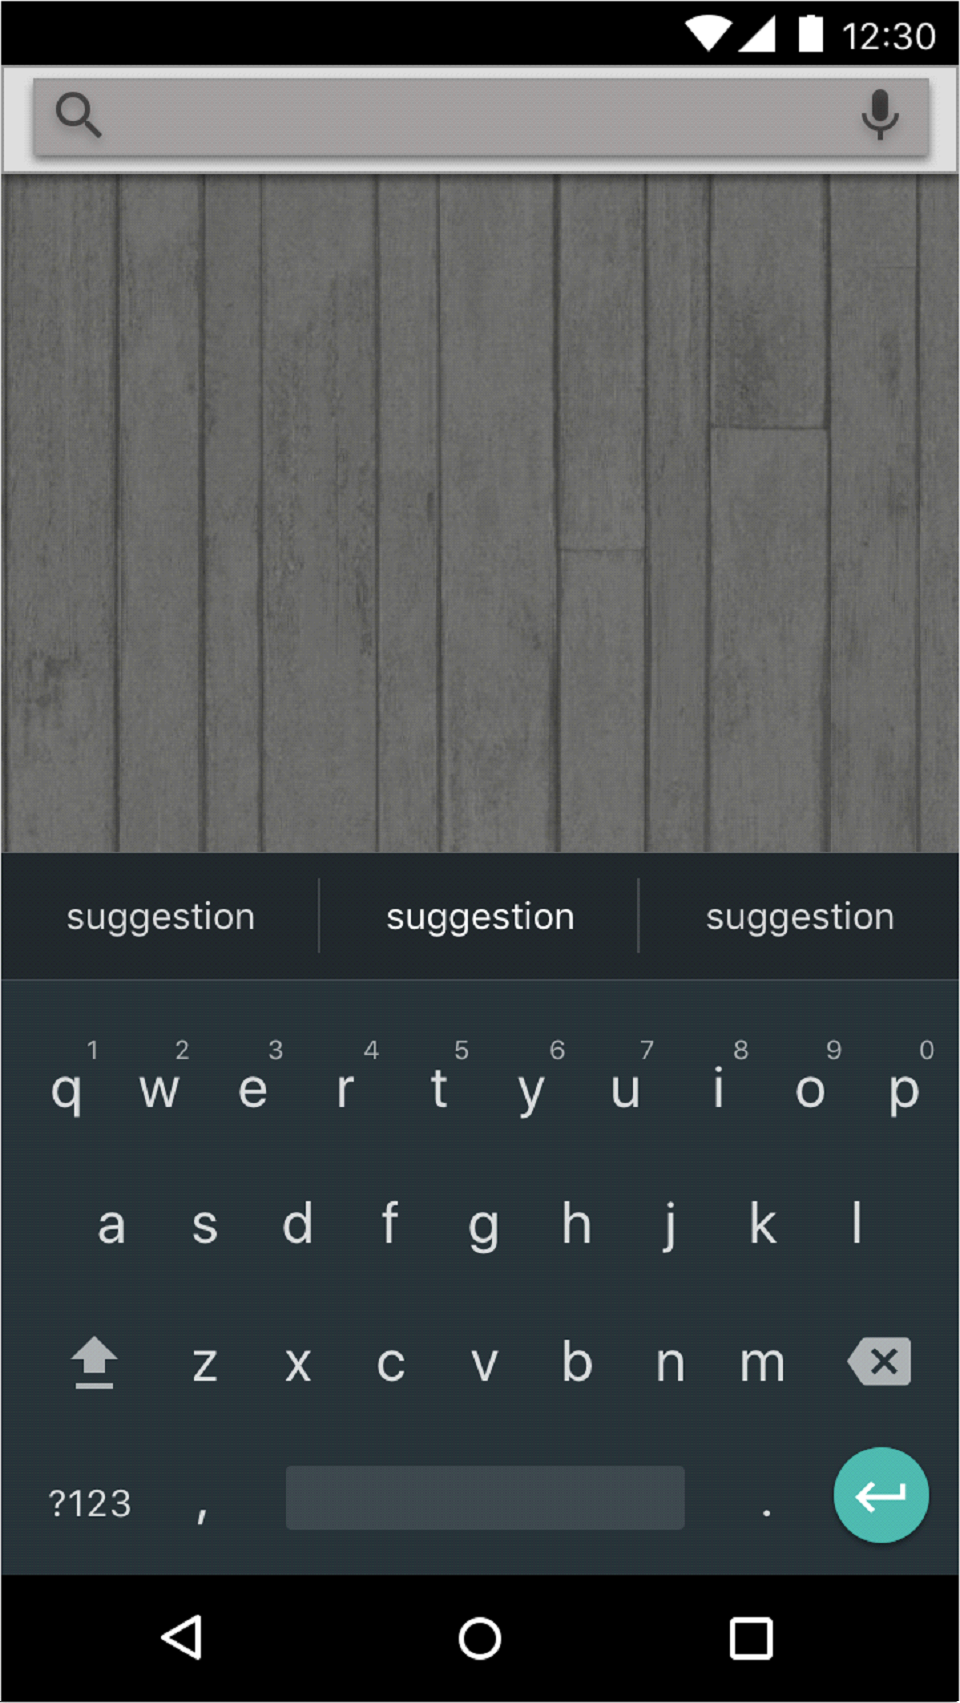 12:30
suggestion suggestion suggestion
1 2 3 4 5 6 7 8 9 0
q w e r t y u i o p
a s d f g h j k l
z x c v b n m
?123 , .